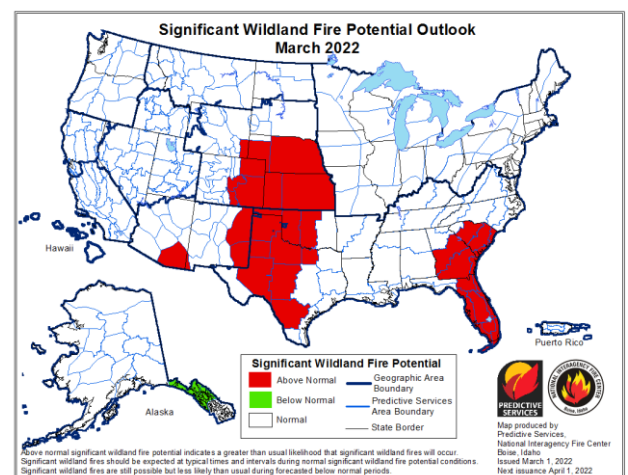 Significant Wildland Fire Potential Outlook
March 2022
Hawaii
Alaska
Puerto Rico
Significant Wildland Fire Potential
Above Normal
Below Normal
Normal
Geographic Area
Boundary
Predictive Services
Area Boundary
State Border
PREDICTIVE
SERVICES
NATIONAL INTERAGENCY FIRE CENTER
Boise, Idaho
Map produced by
Predictive Services,
National Interagency Fire Center
Boise, Idaho
Issued March 1, 2022
Next issuance April 1, 2022
Above normal significant wildland fire potential indicates a greater than usual likelihood that significant wildland fires will occur.
Significant wildland fires should be expected at typical times and intervals during normal significant wildland fire potential conditions.
Significant wildland fires are still possible but less likely than usual during forecasted below normal periods.